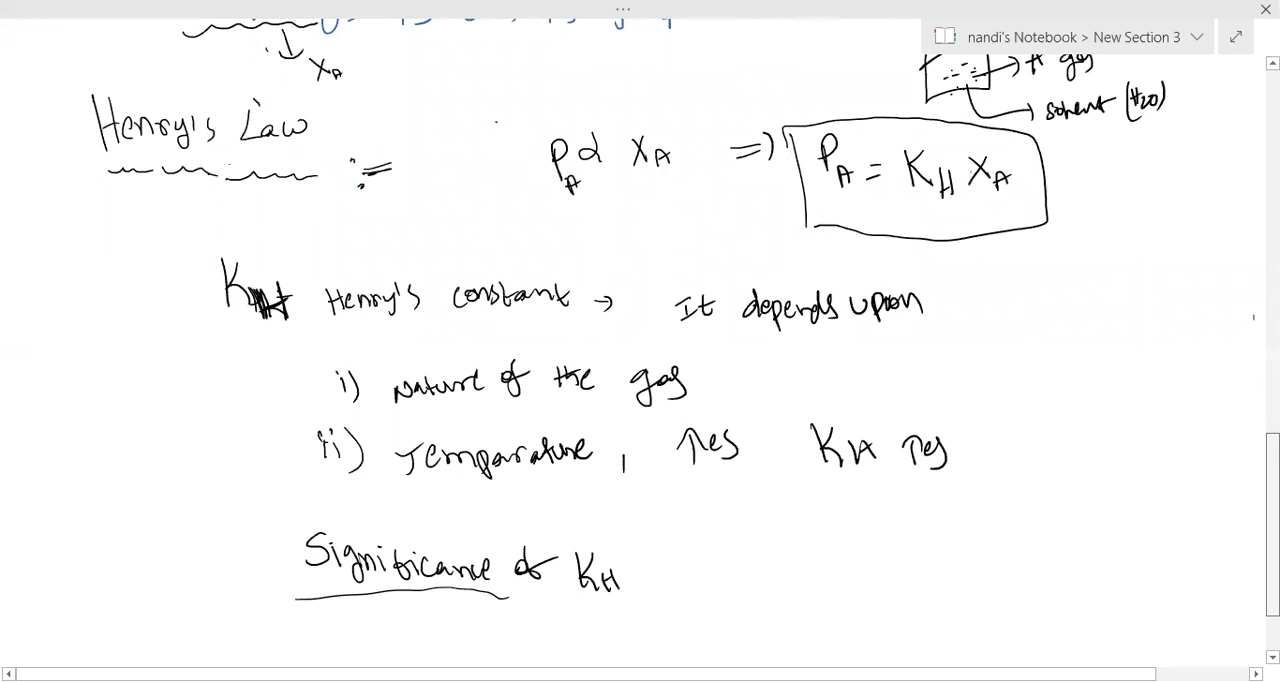 nandi's Notebook > New Section 3
X_A
A gas
solvent (H2O)
Henry's Law := P_A ∝ X_A => P_A = K_H X_A
K_H Henry's constant → It depends upon
i) Nature of the gas
ii) Temperature, ↑es K_H ↑es
Significance of K_H